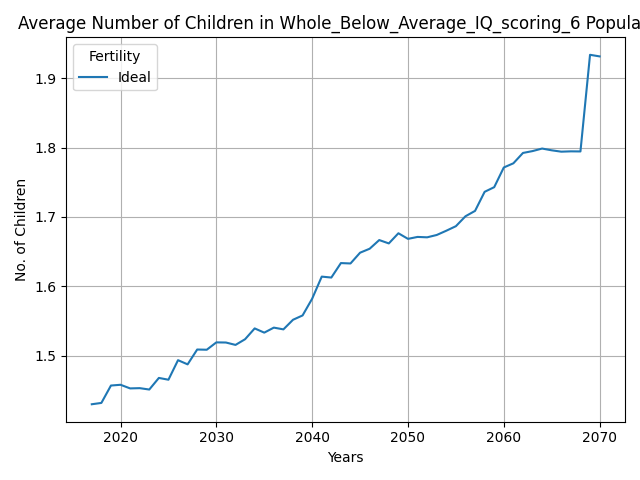 Average Number of Children in Whole_Below_Average_IQ_scoring_6 Popula
Fertility
Ideal
1.9
1.8
1.7
1.6
1.5
No. of Children
2020 2030 2040 2050 2060 2070
Years